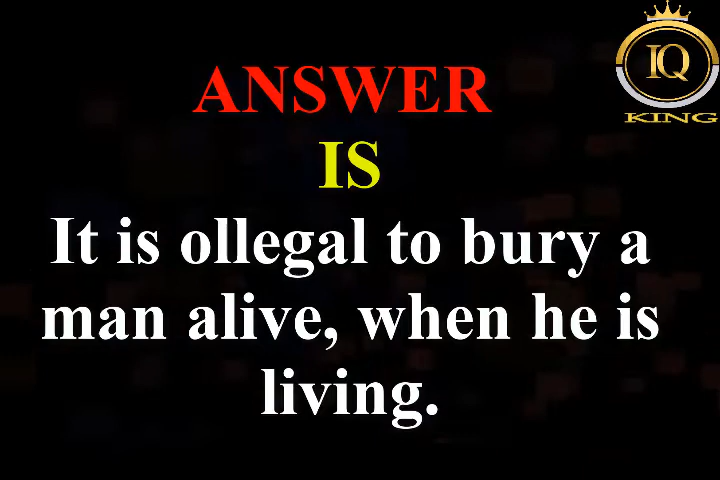 IQ
KING
ANSWER
IS
It is ollegal to bury a
man alive, when he is
living.